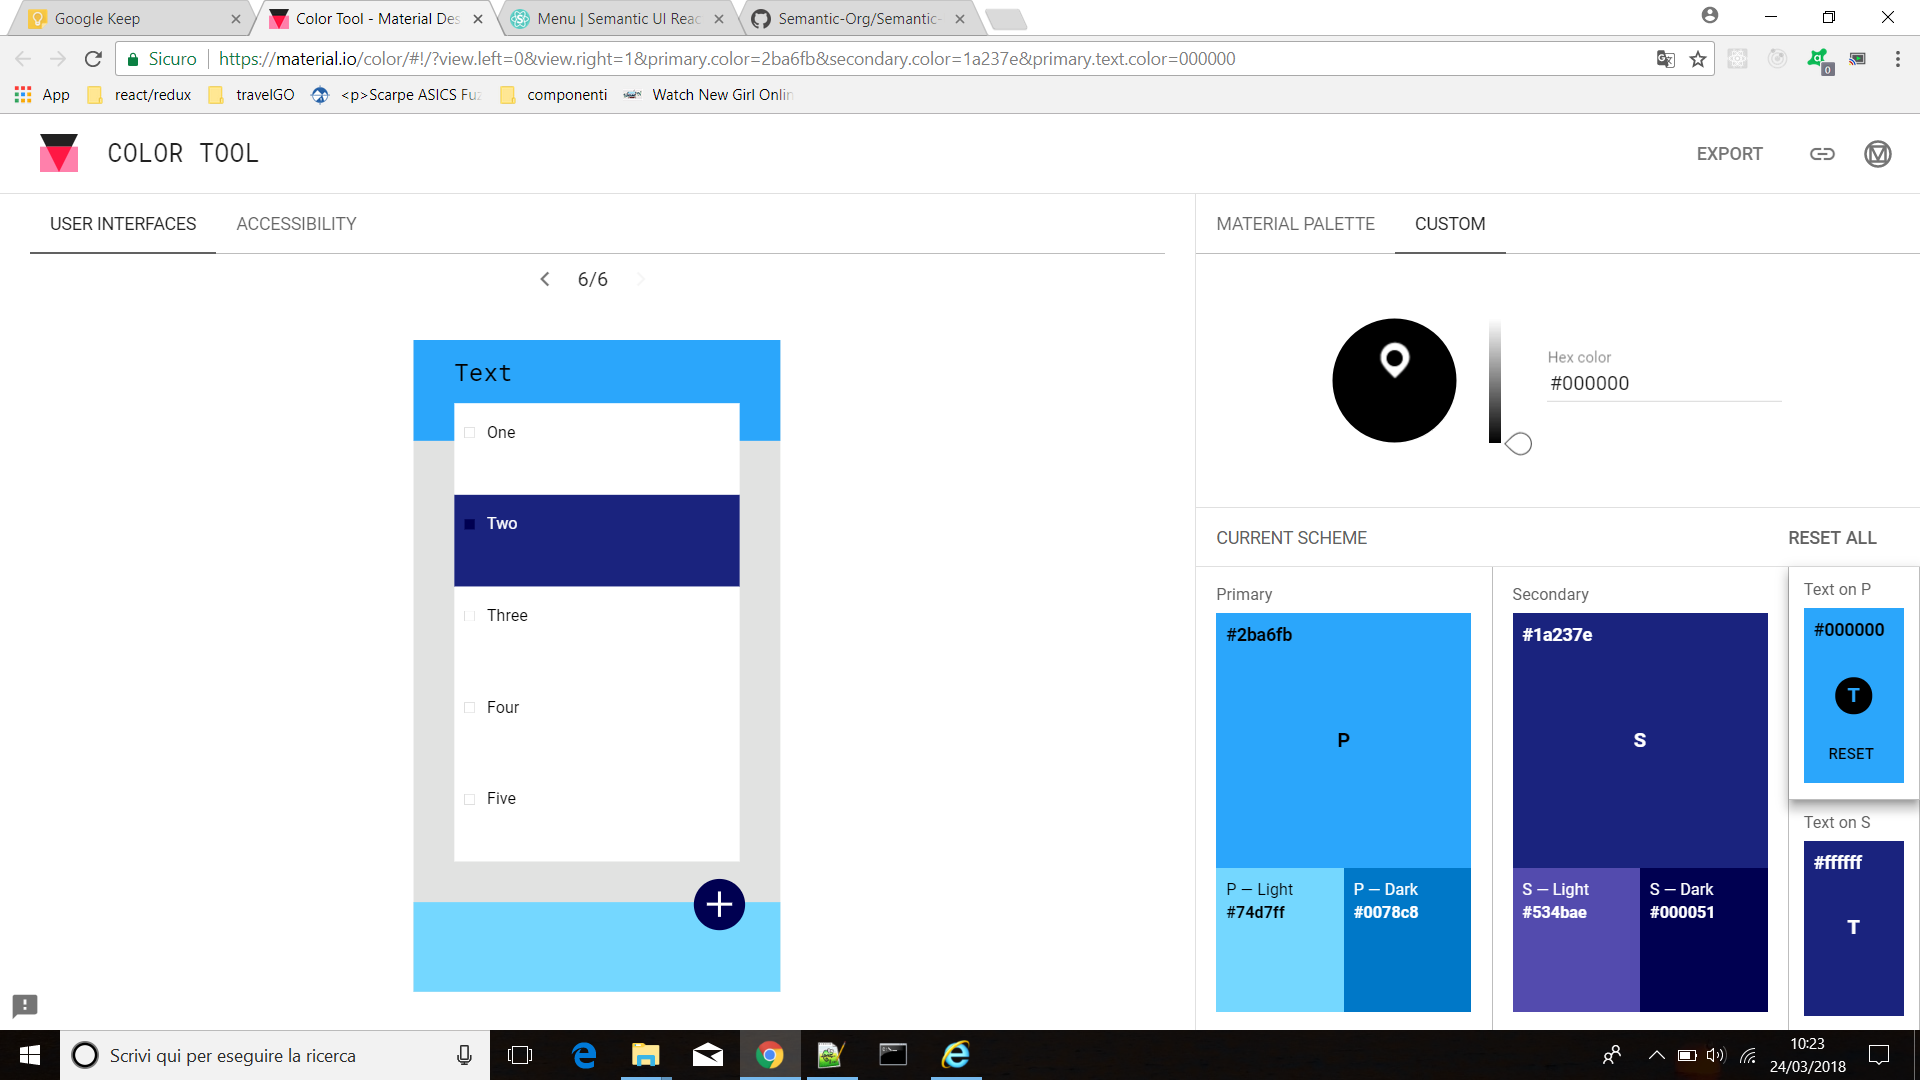 Google Keep
Color Tool - Material Des
Menu | Semantic UI Reac
Semantic-Org/Semantic-
Sicuro
https://material.io/color/#!/?view.left=0&view.right=1&primary.color=2ba6fb&secondary.color=1a237e&primary.text.color=000000
0
App
react/redux
travelGO
<p>Scarpe ASICS Fuz
componenti
Watch New Girl Onlin
COLOR TOOL
EXPORT
USER INTERFACES
ACCESSIBILITY
MATERIAL PALETTE
CUSTOM
6/6
Text
One
Two
Three
Four
Five
Hex color
#000000
CURRENT SCHEME
RESET ALL
Primary
#2ba6fb
P
P — Light
#74d7ff
P — Dark
#0078c8
Secondary
#1a237e
S
S — Light
#534bae
S — Dark
#000051
Text on P
#000000
T
RESET
Text on S
#ffffff
T
Scrivi qui per eseguire la ricerca
10:23
24/03/2018